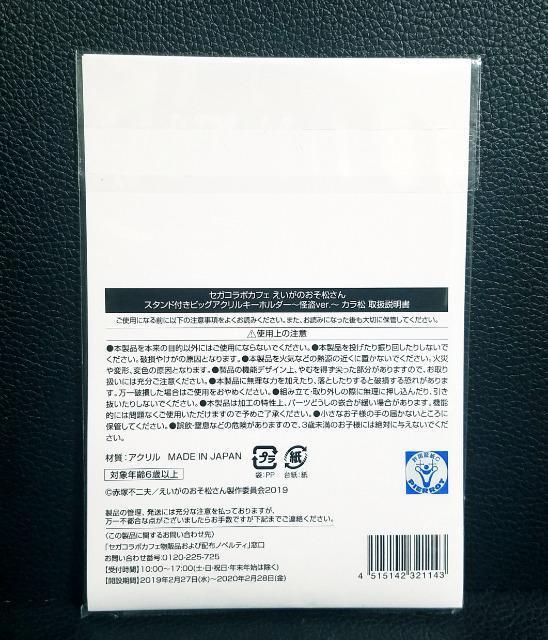 セガコラボカフェ えいがのおそ松さん
スタンド付きビッグアクリルキーホルダー～怪盗ver.～ カラ松 取扱説明書
ご使用になる前に以下の注意事項をよくお読みください。また、お読みになった後も大切に保管してください。
⚠使用上の注意
●本製品を本来の目的以外にはご使用にならないでください。●本製品を投げたり振り回したりしないでく
ださい。破損やけがの原因となります。●本製品を火気などの熱源の近くに置かないでください。火災
や変形、変色の原因となります。●製品の機能デザイン上、やむを得ず尖った部分がありますので、お取
扱いには充分ご注意ください。●本製品に無理な力を加えたり、落としたりすると破損する恐れがありま
す。万一破損した場合はご使用をおやめください。●組み立て・取り外しの際に無理に押し込んだり、引き
抜いたりしないでください。●本製品は加工の特性上、パーツどうしの嵌合が緩い場合があります。機能
的には問題なくご使用いただけますので予めご了承ください。●小さなお子様の手の届かないところに
保管してください。●誤飲・窒息などの危険がありますので、3歳未満のお子様には絶対に与えないでくだ
さい。
材質：アクリル MADE IN JAPAN
プラ
袋：PP
紙
台紙：紙
対象年齢6歳以上
©赤塚不二夫／えいがのおそ松さん製作委員会2019
PIERROT
製品の管理、発送には充分な注意を払っておりますが、
万一不都合な点がございましたらお手数ですが下記までご連絡ください。
〈この製品に関するお問い合わせ先〉
「セガコラボカフェ物販品および配布ノベルティ」窓口
お問い合わせ番号：0120-225-725
【受付時間】10:00～17:00（土・日・祝日・年末年始は除く）
【開設期間】2019年2月27日（水）～2020年2月28日（金）
4 515142 321143